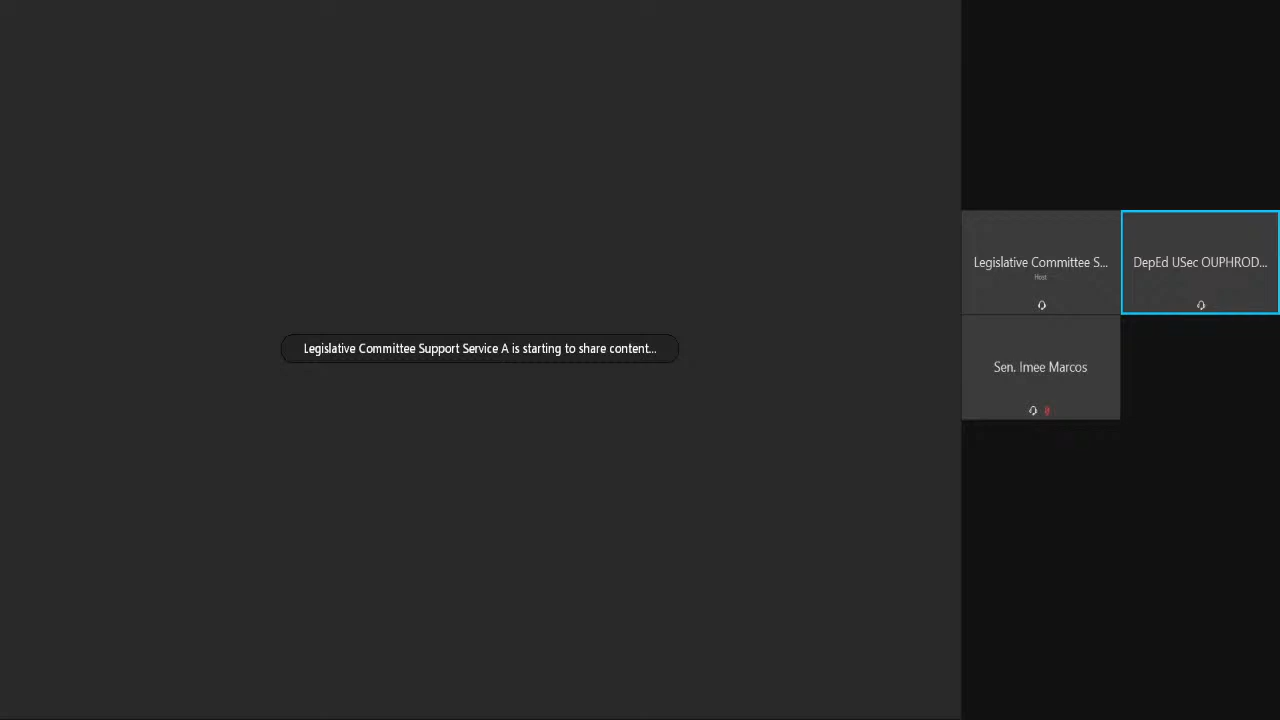 Legislative Committee S...
Host
DepEd USec OUPHROD...
Legislative Committee Support Service A is starting to share content...
Sen. Imee Marcos